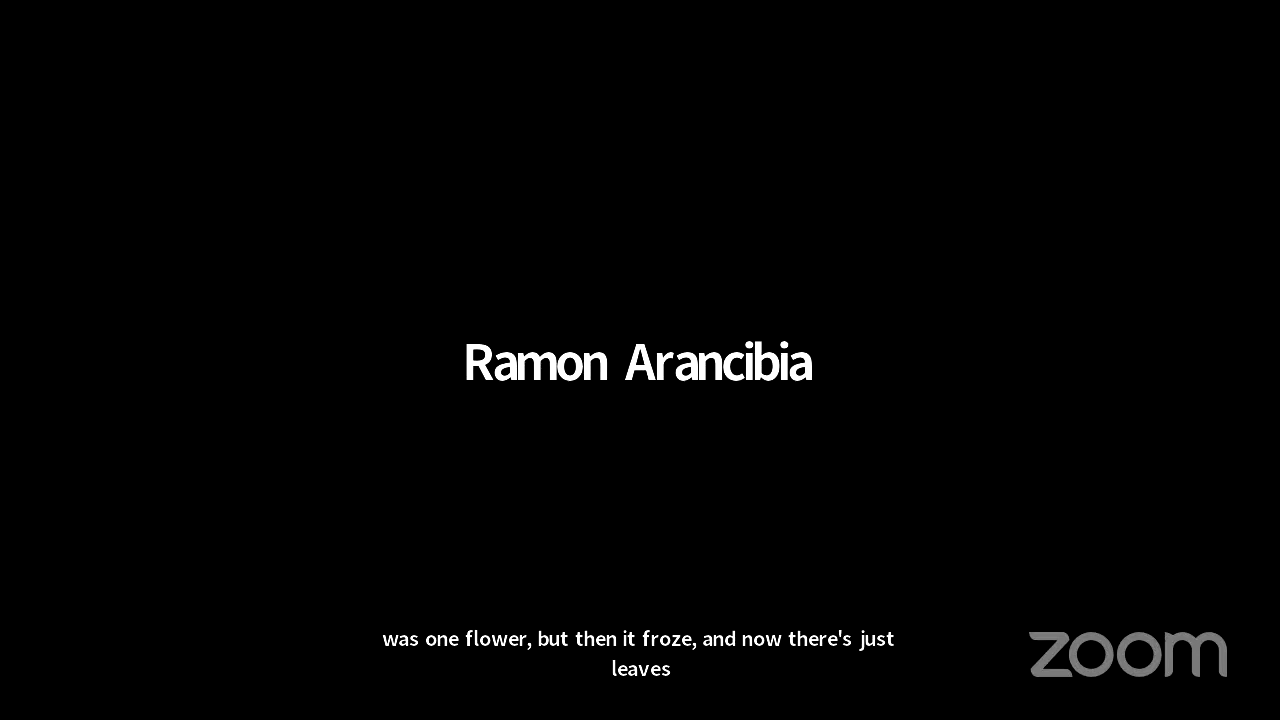 Ramon Arancibia
was one flower, but then it froze, and now there's just
leaves
zoom